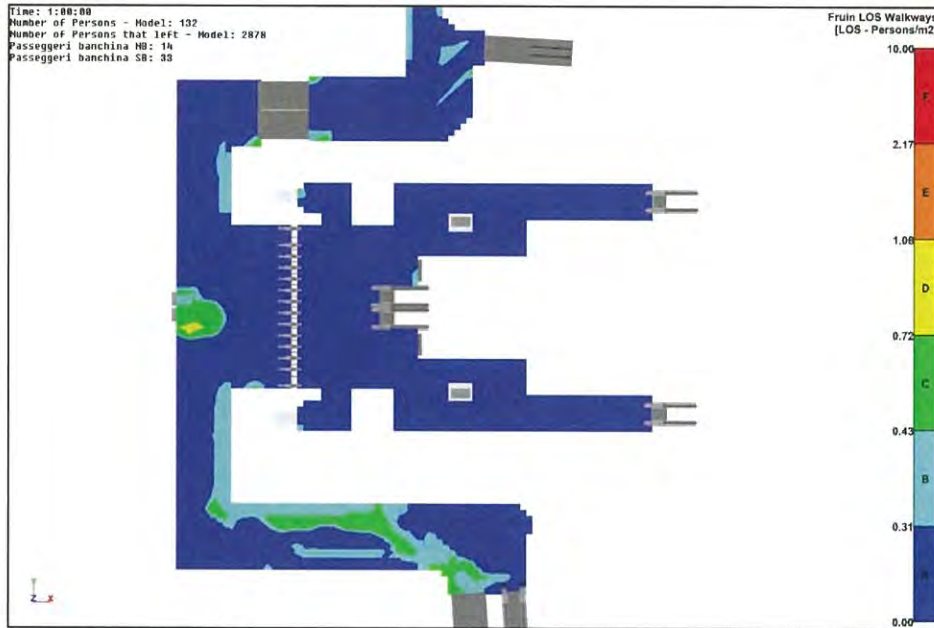 Time: 1:00:00
Number of Persons - Model: 132
Number of Persons that left - Model: 2878
Passeggeri banchina NB: 14
Passeggeri banchina SB: 33
Fruin LOS Walkways
[LOS - Persons/m2
10.00
F
2.17
E
1.08
D
0.72
C
0.43
B
0.31
A
0.00
Y
Z X